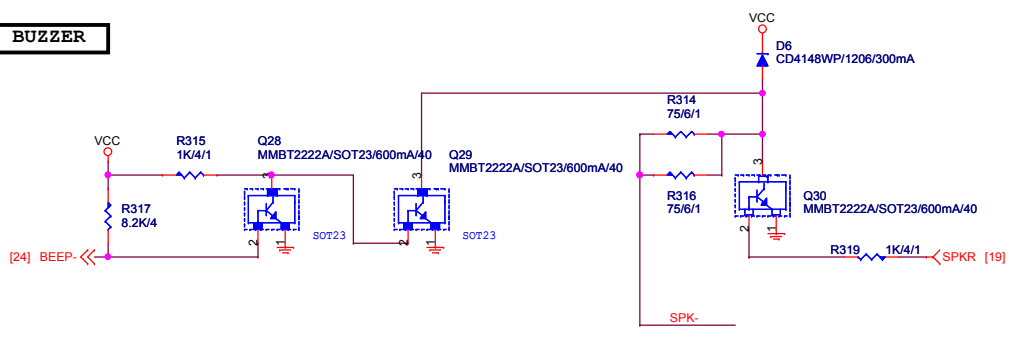 BUZZER
VCC
D6
CD4148WP/1206/300mA
R314
75/6/1
VCC
R315
1K/4/1
Q28
MMBT2222A/SOT23/600mA/40
Q29
MMBT2222A/SOT23/600mA/40
3
3
3
R316
75/6/1
Q30
MMBT2222A/SOT23/600mA/40
R317
8.2K/4
2
1
SOT23
2
1
SOT23
2
1
[24] BEEP-
R319
1K/4/1
SPKR [19]
SPK-